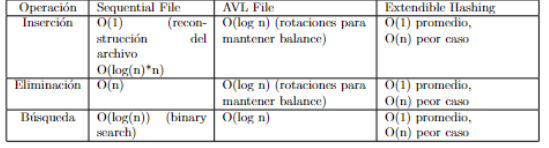 Operación Sequential File AVL File Extendible Hashing
Inserción O(1) (recon- O(log n) (rotaciones para O(1) promedio,
strucción del mantener balance) O(n) peor caso
archivo
O(log(n)*n)
Eliminación O(n) O(log n) (rotaciones para O(1) promedio,
mantener balance) O(n) peor caso
Búsqueda O(log(n)) (binary O(log n) O(1) promedio,
search) O(n) peor caso